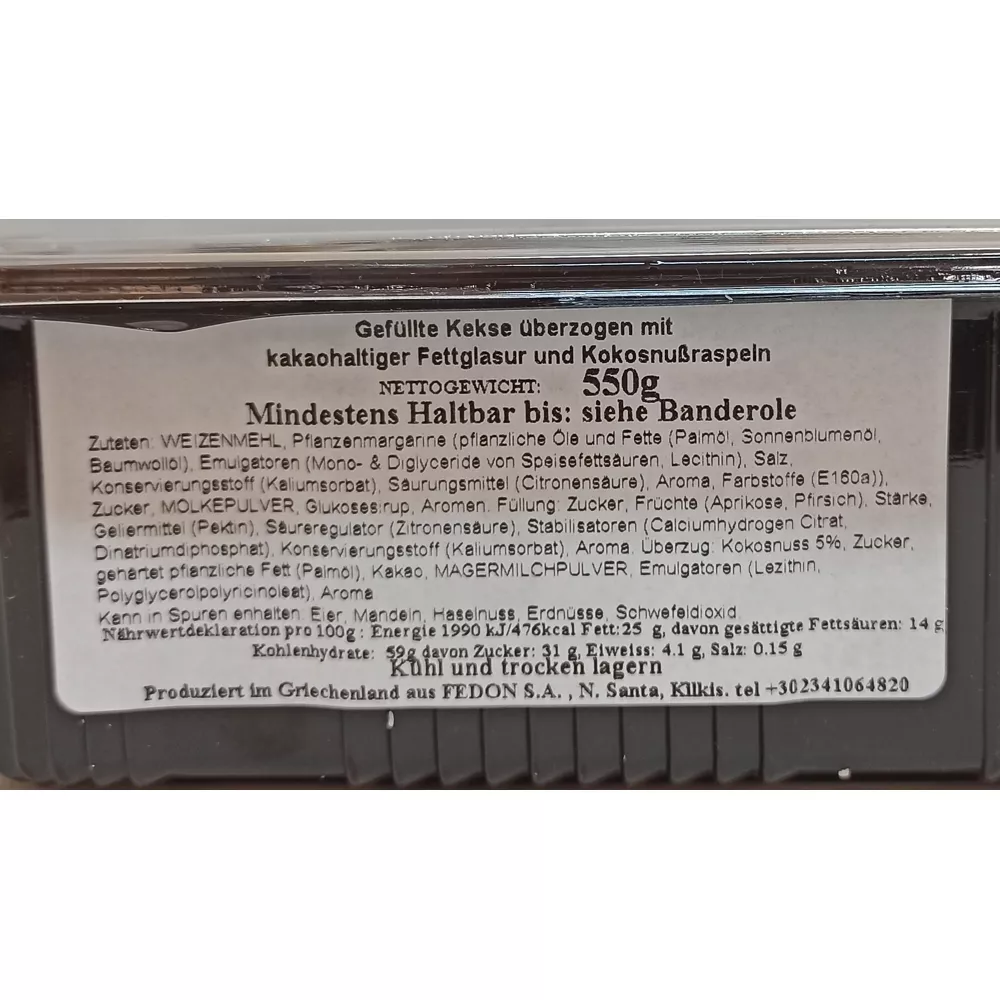 Gefüllte Kekse überzogen mit
kakaohaltiger Fettglasur und Kokosnußraspeln
NETTOGEWICHT: 550g
Mindestens Haltbar bis: siehe Banderole
Zutaten: WEIZENMEHL, Pflanzenmargarine (pflanzliche Öle und Fette (Palmöl, Sonnenblumenöl,
Baumwollöl), Emulgatoren (Mono- & Diglyceride von Speisefettsäuren, Lecithin), Salz,
Konservierungsstoff (Kaliumsorbat), Säurungsmittel (Citronensäure), Aroma, Farbstoffe (E160a)),
Zucker, MOLKEPULVER, Glukosesirup, Aromen. Füllung: Zucker, Früchte (Aprikose, Pfirsich), Stärke,
Geliermittel (Pektin), Säureregulator (Zitronensäure), Stabilisatoren (Calciumhydrogen Citrat,
Dinatriumdiphosphat), Konservierungsstoff (Kaliumsorbat), Aroma. Überzug: Kokosnuss 5%, Zucker,
gehärtet pflanzliche Fett (Palmöl), Kakao, MAGERMILCHPULVER, Emulgatoren (Lezithin,
Polyglycerolpolyricinoleat), Aroma
Kann in Spuren enhalten: Eier, Mandeln, Haselnuss, Erdnüsse, Schwefeldioxid
Nährwertdeklaration pro 100g : Energie 1990 kJ/476kcal Fett:25 g, davon gesättigte Fettsäuren: 14 g
Kohlenhydrate: 59g davon Zucker: 31 g, Eiweiss: 4.1 g, Salz: 0.15 g
Kühl und trocken lagern
Produziert im Griechenland aus FEDON S.A. , N. Santa, Kilkis. tel +302341064820